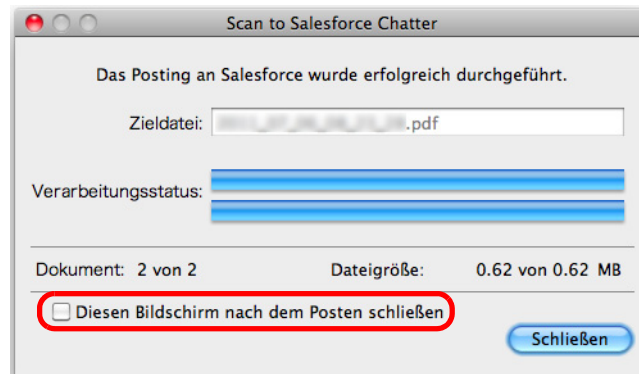 Scan to Salesforce Chatter
Das Posting an Salesforce wurde erfolgreich durchgeführt.
Zieldatei: .pdf
Verarbeitungsstatus:
Dokument: 2 von 2 Dateigröße: 0.62 von 0.62 MB
Diesen Bildschirm nach dem Posten schließen
Schließen